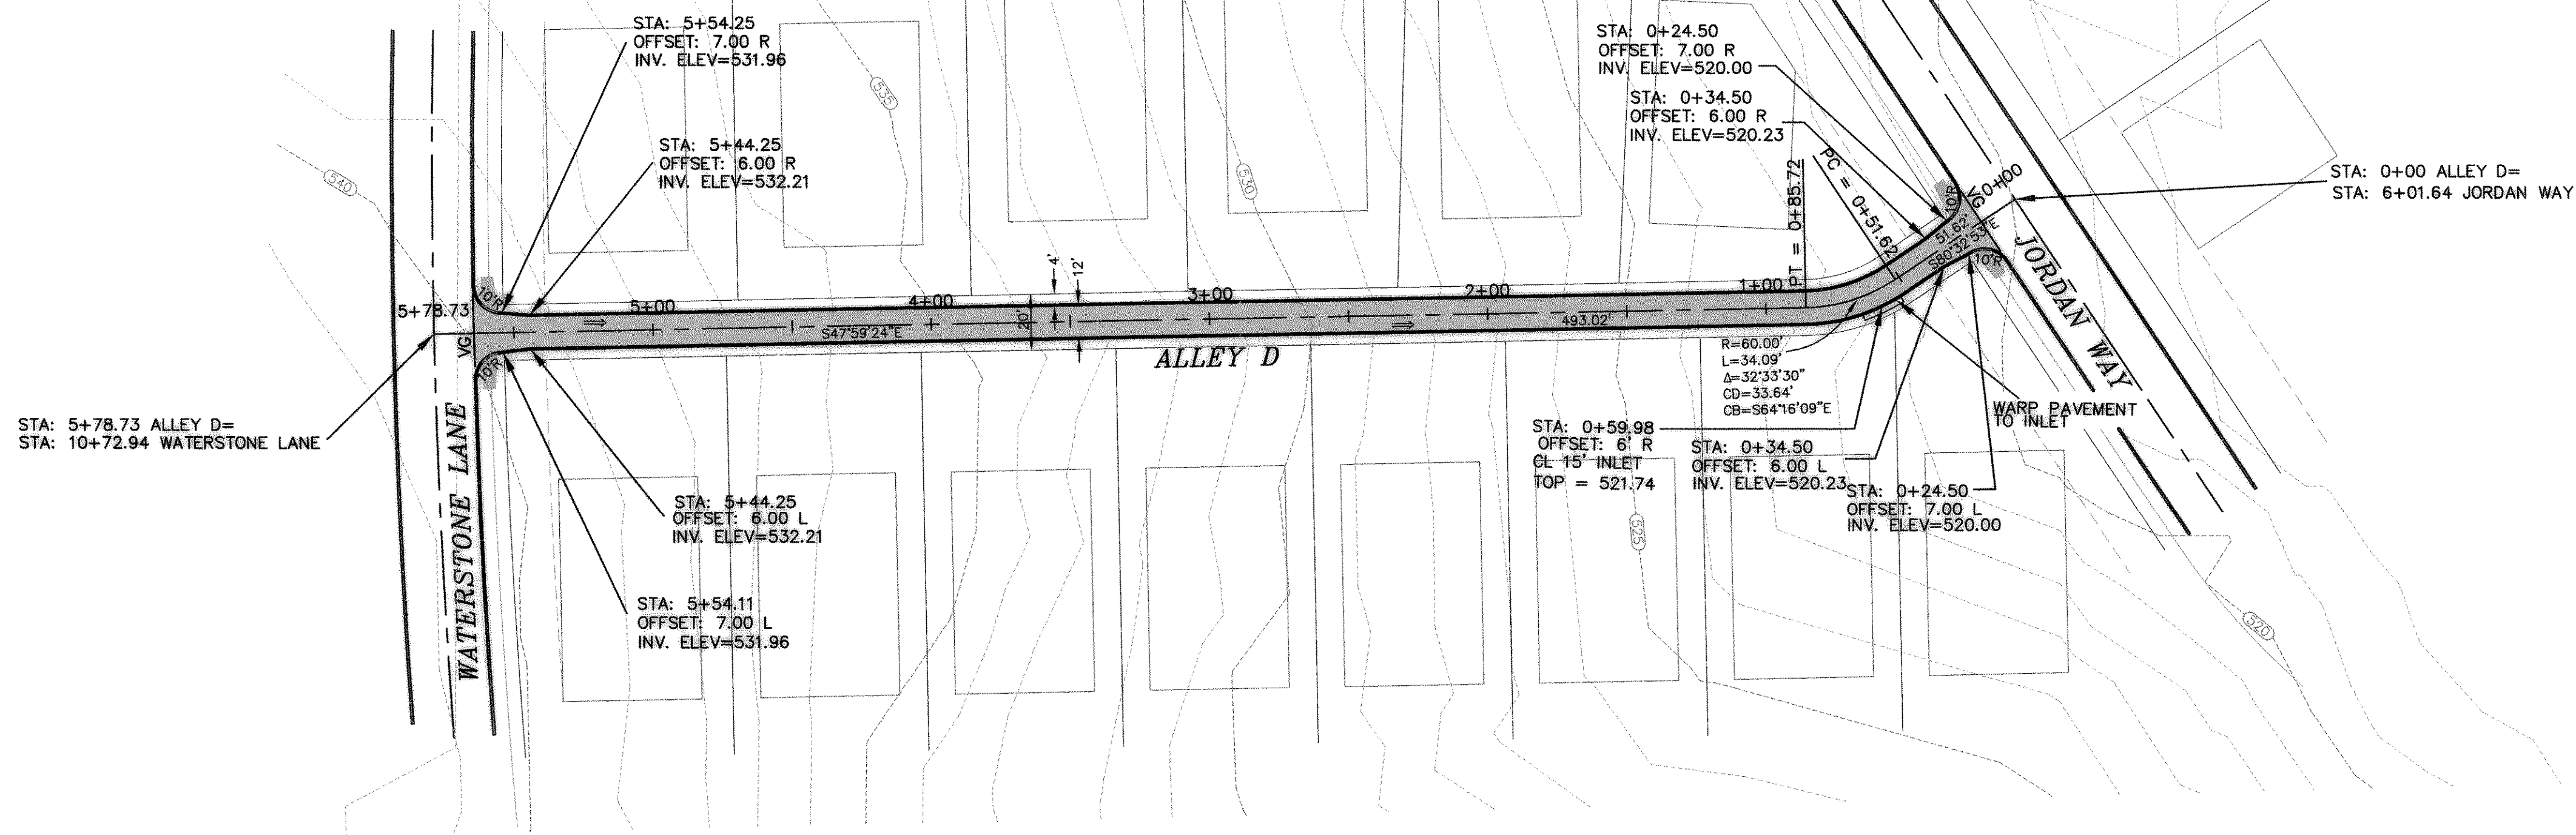 STA: 5+54.25
OFFSET: 7.00 R
INV. ELEV=531.96
STA: 5+44.25
OFFSET: 6.00 R
INV. ELEV=532.21
535
540
530
STA: 0+24.50
OFFSET: 7.00 R
INV. ELEV=520.00
STA: 0+34.50
OFFSET: 6.00 R
INV. ELEV=520.23
PT = 0+85.72
PC = 0+51.62
10'R
VG
0+00
51.62'
S80°32'53"E
10'R
JORDAN WAY
STA: 0+00 ALLEY D=
STA: 6+01.64 JORDAN WAY
5+78.73
10'R
VG
10'R
5+00
4+00
3+00
2+00
1+00
4'
12'
20'
S47°59'24"E
493.02'
ALLEY D
R=60.00'
L=34.09'
Δ=32°33'30"
CD=33.64'
CB=S64°16'09"E
WARP PAVEMENT
TO INLET
STA: 5+78.73 ALLEY D=
STA: 10+72.94 WATERSTONE LANE
WATERSTONE LANE
STA: 0+59.98
OFFSET: 6' R
CL 15' INLET
TOP = 521.74
STA: 0+34.50
OFFSET: 6.00 L
INV. ELEV=520.23
STA: 0+24.50
OFFSET: 7.00 L
INV. ELEV=520.00
STA: 5+44.25
OFFSET: 6.00 L
INV. ELEV=532.21
STA: 5+54.11
OFFSET: 7.00 L
INV. ELEV=531.96
525
520